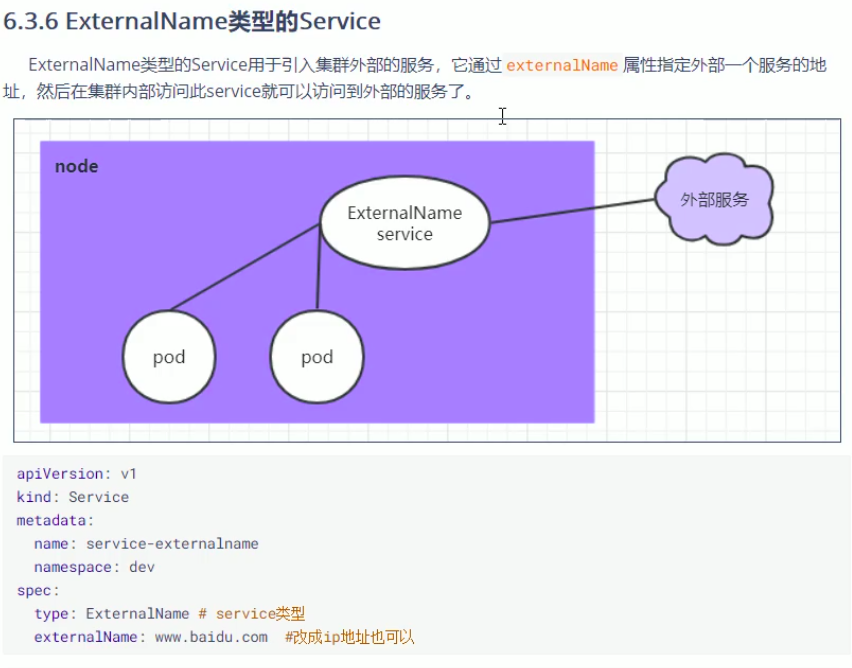 6.3.6 ExternalName类型的Service
ExternalName类型的Service用于引入集群外部的服务，它通过 externalName 属性指定外部一个服务的地
址，然后在集群内部访问此service就可以访问到外部的服务了。
node
ExternalName
service
外部服务
pod
pod
apiVersion: v1
kind: Service
metadata:
  name: service-externalname
  namespace: dev
spec:
  type: ExternalName # service类型
  externalName: www.baidu.com  #改成ip地址也可以